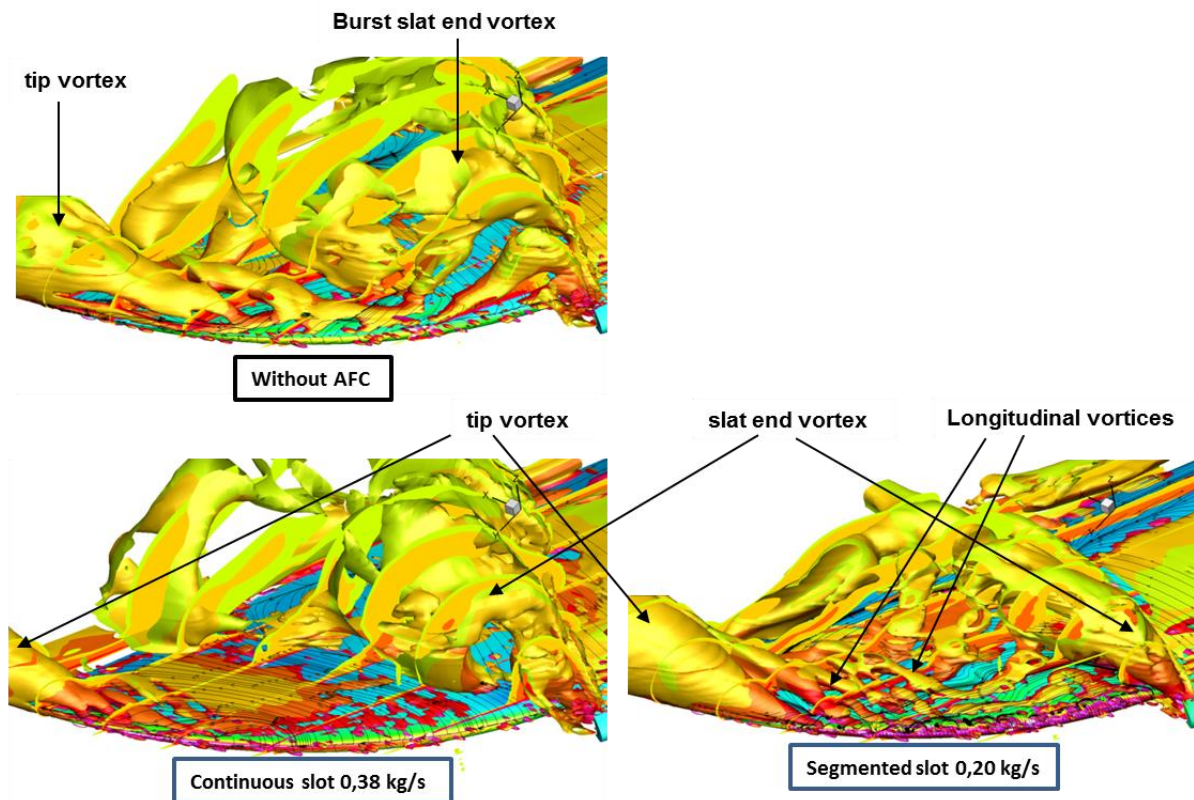 Burst slat end vortex
tip vortex
Without AFC
tip vortex
slat end vortex
Longitudinal vortices
Continuous slot 0,38 kg/s
Segmented slot 0,20 kg/s